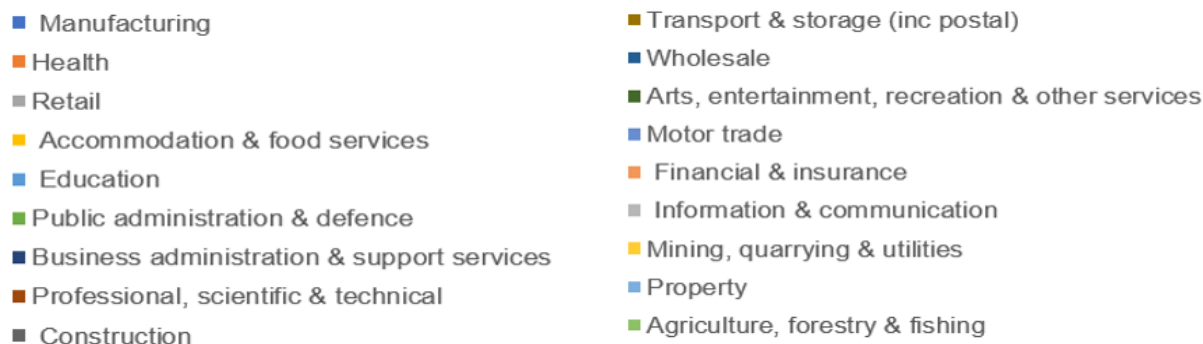 Manufacturing
Health
Retail
Accommodation & food services
Education
Public administration & defence
Business administration & support services
Professional, scientific & technical
Construction
Transport & storage (inc postal)
Wholesale
Arts, entertainment, recreation & other services
Motor trade
Financial & insurance
Information & communication
Mining, quarrying & utilities
Property
Agriculture, forestry & fishing